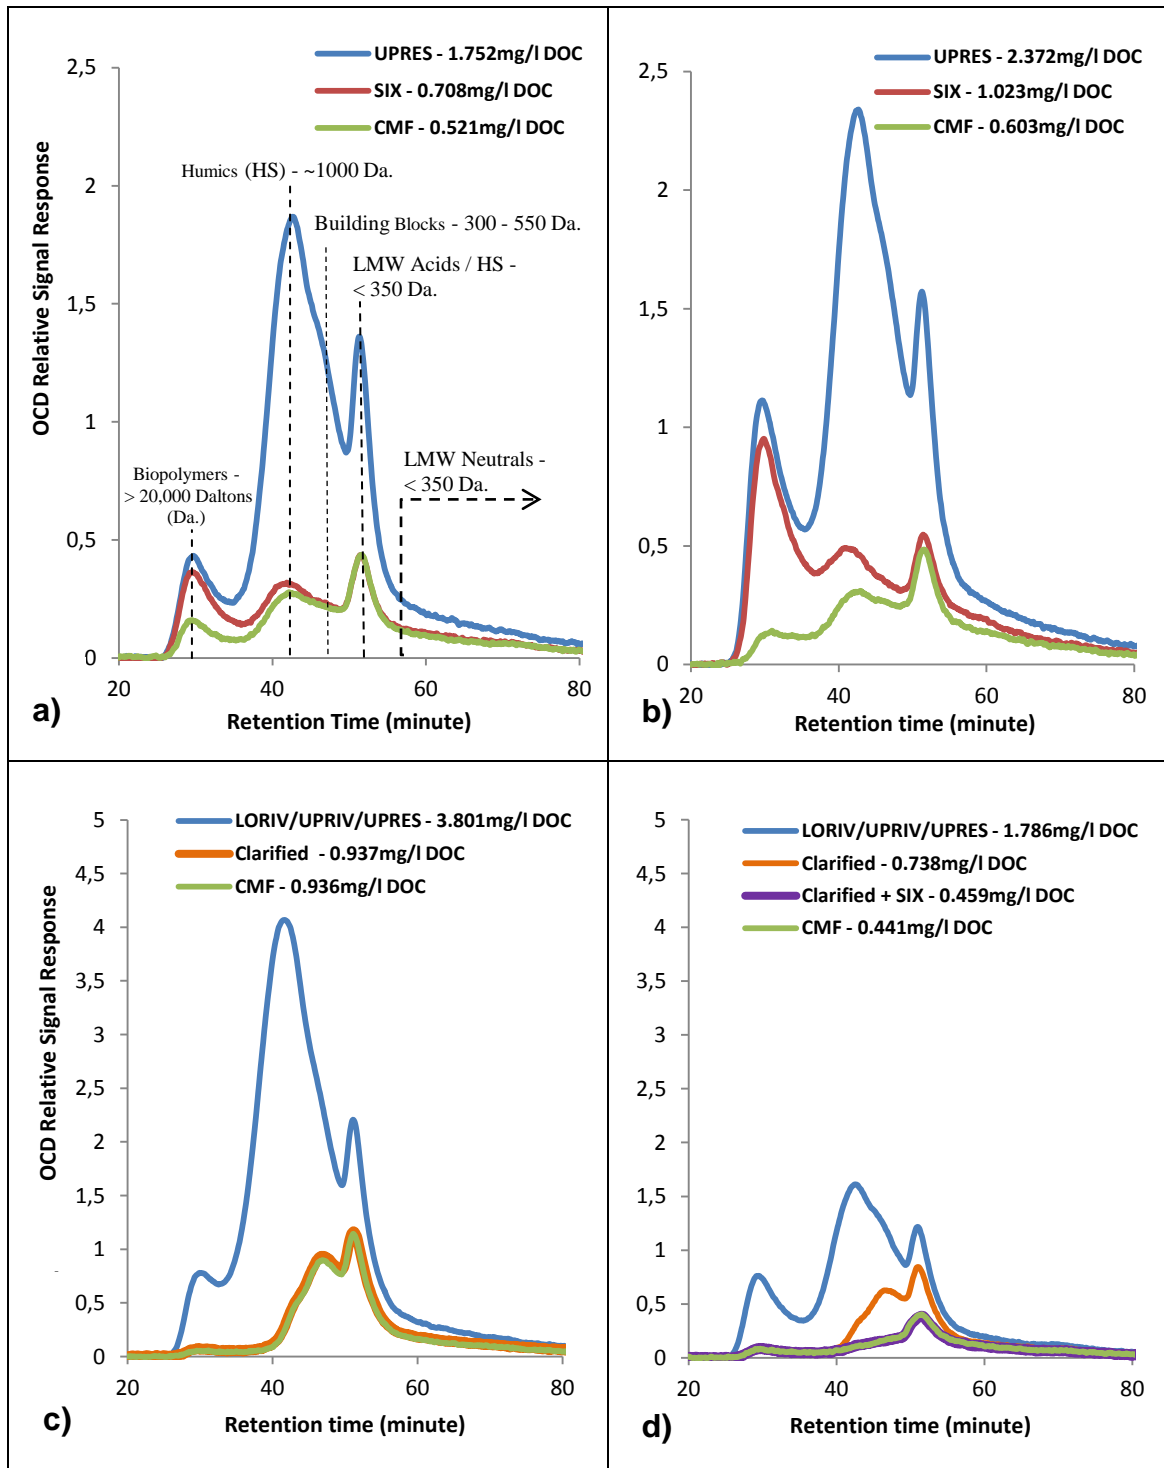 UPRES - 1.752mg/l DOC
SIX - 0.708mg/l DOC
CMF - 0.521mg/l DOC
Humics (HS) - ~1000 Da.
Building Blocks - 300 - 550 Da.
LMW Acids / HS -
< 350 Da.
Biopolymers -
> 20,000 Daltons
(Da.)
LMW Neutrals -
< 350 Da.
OCD Relative Signal Response
2,5
2
1,5
1
0,5
0
20
40
60
80
Retention Time (minute)
a)
UPRES - 2.372mg/l DOC
SIX - 1.023mg/l DOC
CMF - 0.603mg/l DOC
2,5
2
1,5
1
0,5
0
20
40
60
80
Retention time (minute)
b)
LORIV/UPRIV/UPRES - 3.801mg/l DOC
Clarified - 0.937mg/l DOC
CMF - 0.936mg/l DOC
OCD Relative Signal Response
5
4,5
4
3,5
3
2,5
2
1,5
1
0,5
0
20
40
60
80
Retention time (minute)
c)
LORIV/UPRIV/UPRES - 1.786mg/l DOC
Clarified - 0.738mg/l DOC
Clarified + SIX - 0.459mg/l DOC
CMF - 0.441mg/l DOC
5
4,5
4
3,5
3
2,5
2
1,5
1
0,5
0
20
40
60
80
Retention time (minute)
d)